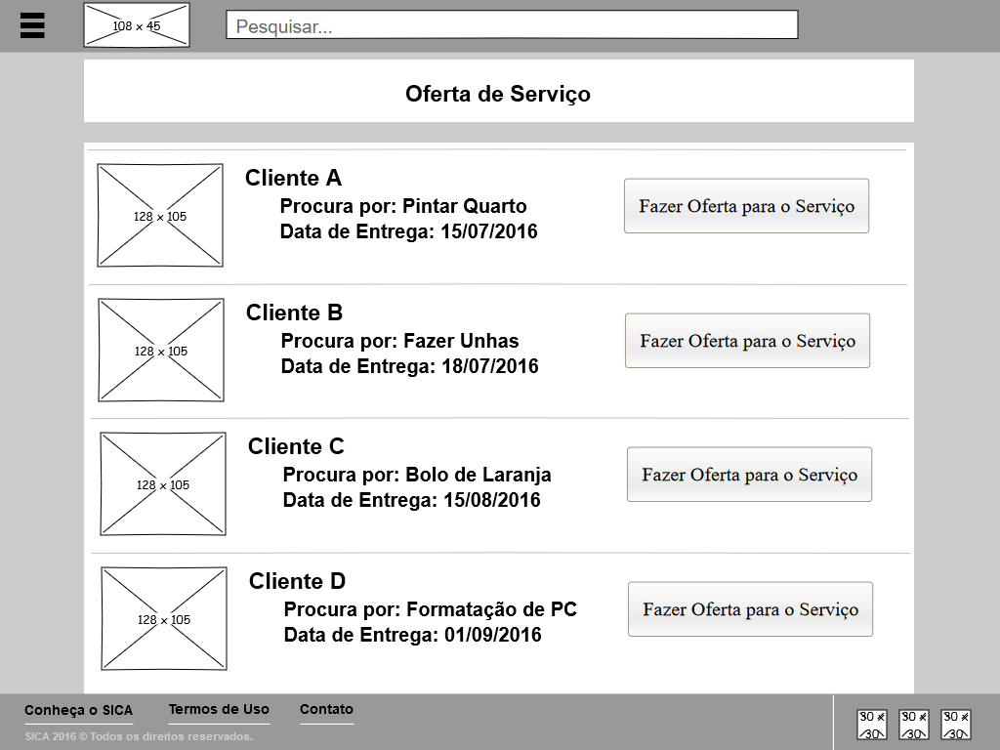 108 x 45
Pesquisar...
Oferta de Serviço
128 x 105
Cliente A
Procura por: Pintar Quarto
Data de Entrega: 15/07/2016
Fazer Oferta para o Serviço
128 x 105
Cliente B
Procura por: Fazer Unhas
Data de Entrega: 18/07/2016
Fazer Oferta para o Serviço
128 x 105
Cliente C
Procura por: Bolo de Laranja
Data de Entrega: 15/08/2016
Fazer Oferta para o Serviço
128 x 105
Cliente D
Procura por: Formatação de PC
Data de Entrega: 01/09/2016
Fazer Oferta para o Serviço
Conheça o SICA Termos de Uso Contato
SICA 2016 © Todos os direitos reservados.
30 x 30
30 x 30
30 x 30